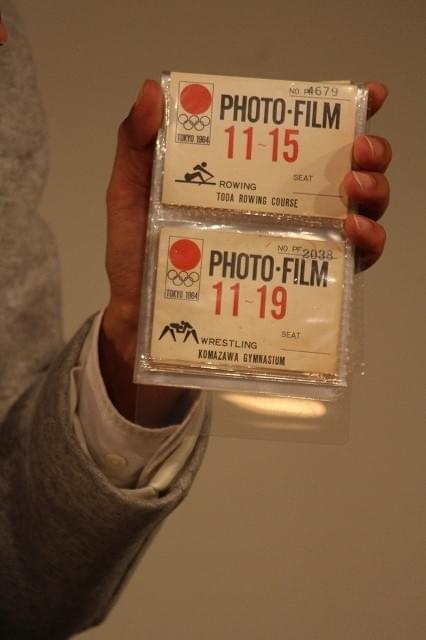 NO. PF 4679
PHOTO·FILM
TOKYO 1964
11~15
SEAT
ROWING
TODA ROWING COURSE
NO. PF 2038
PHOTO·FILM
TOKYO 1964
11~19
SEAT
WRESTLING
KOMAZAWA GYMNASIUM